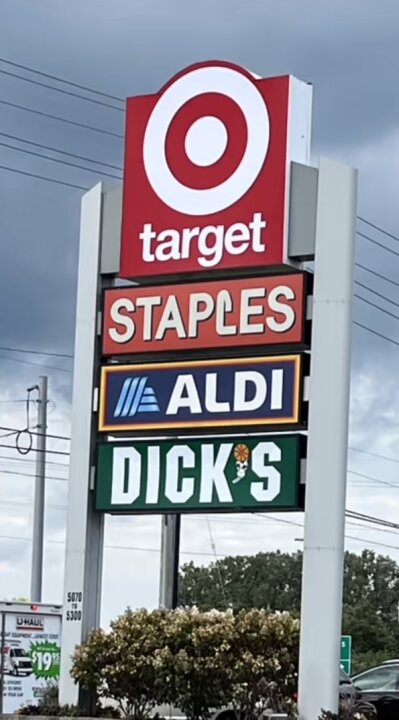 target
STAPLES
ALDI
DICK'S
5070
TO
5300
U-HAUL
$19.95